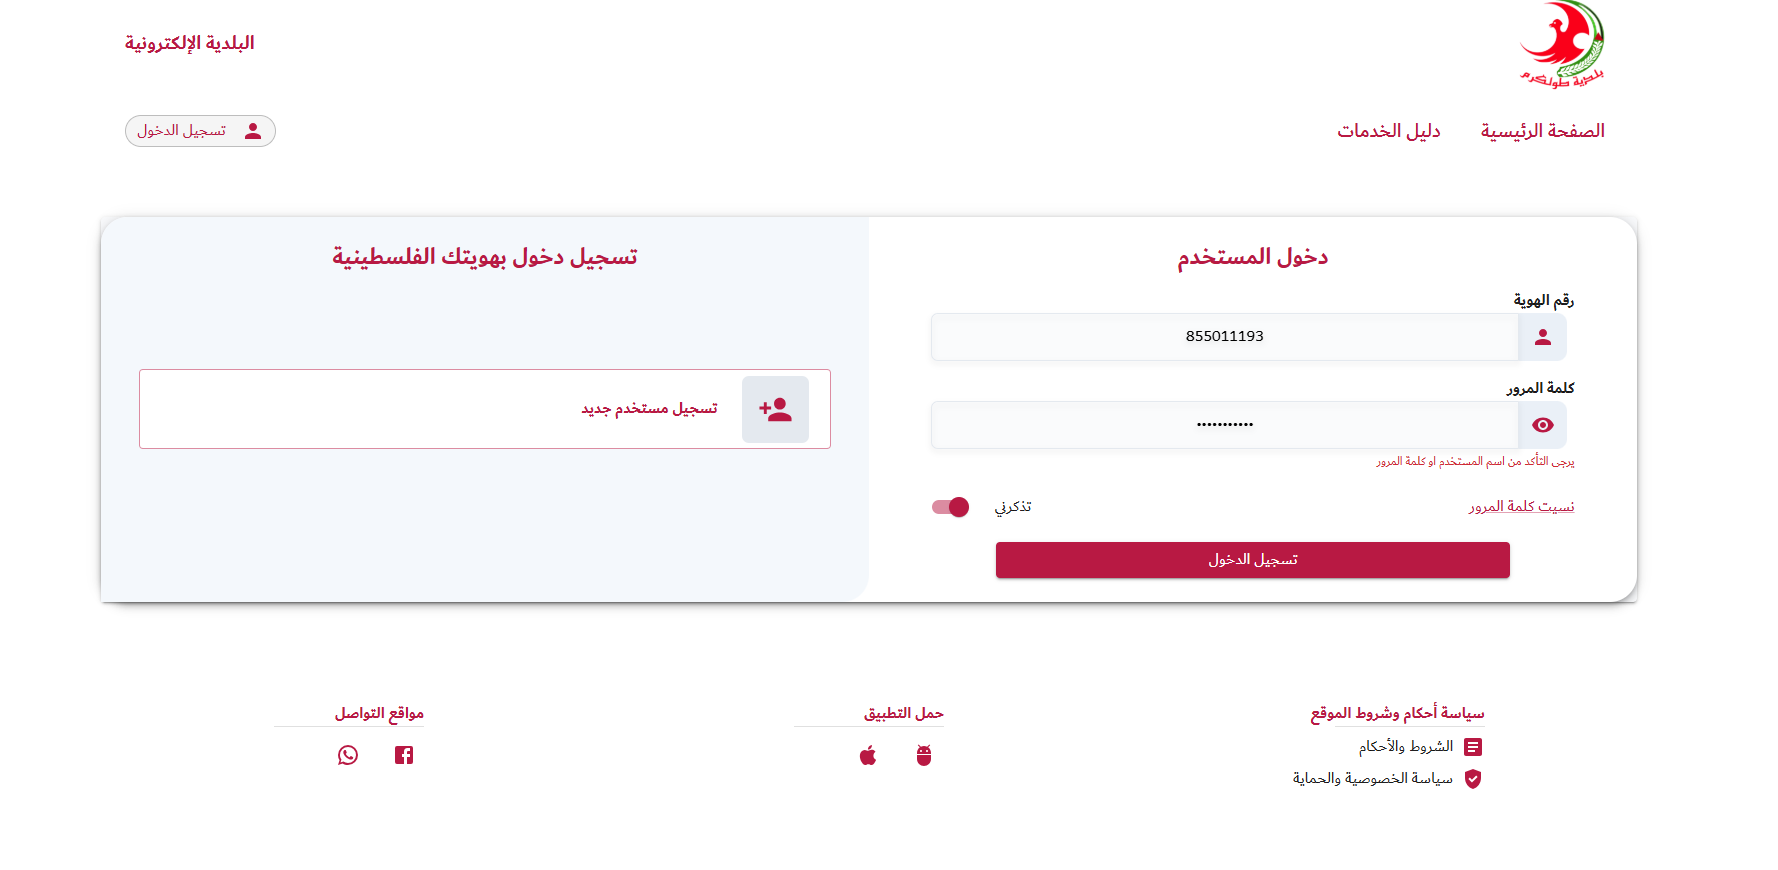 بلدية طولكرم
البلدية الإلكترونية
الصفحة الرئيسية
دليل الخدمات
تسجيل الدخول
دخول المستخدم
رقم الهوية
855011193
كلمة المرور
•••••••••••
يرجى التأكد من اسم المستخدم او كلمة المرور
نسيت كلمة المرور
تذكرني
تسجيل الدخول
تسجيل دخول بهويتك الفلسطينية
تسجيل مستخدم جديد
سياسة أحكام وشروط الموقع
الشروط والأحكام
سياسة الخصوصية والحماية
حمل التطبيق
مواقع التواصل